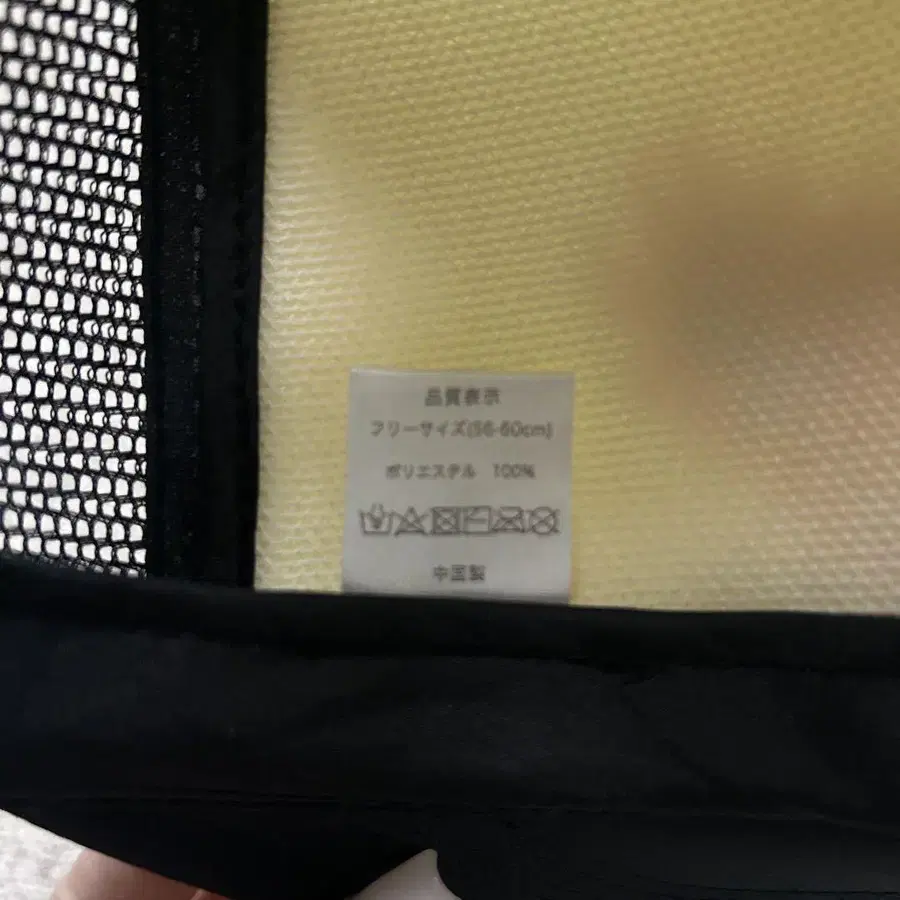 品質表示
フリーサイズ(56-60cm)
ポリエステル 100%
中国製